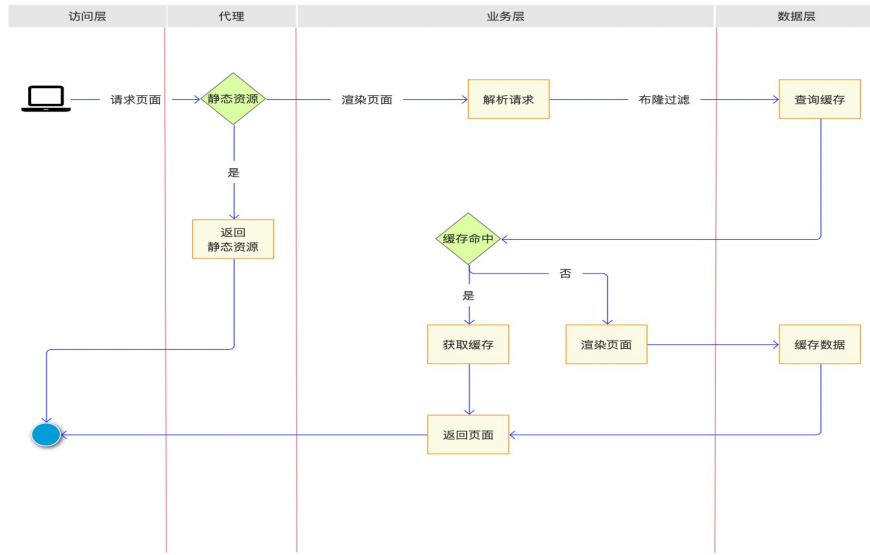 访问层
代理
业务层
数据层
请求页面
静态资源
渲染页面
解析请求
布隆过滤
查询缓存
是
返回
静态资源
缓存命中
否
是
获取缓存
渲染页面
缓存数据
返回页面